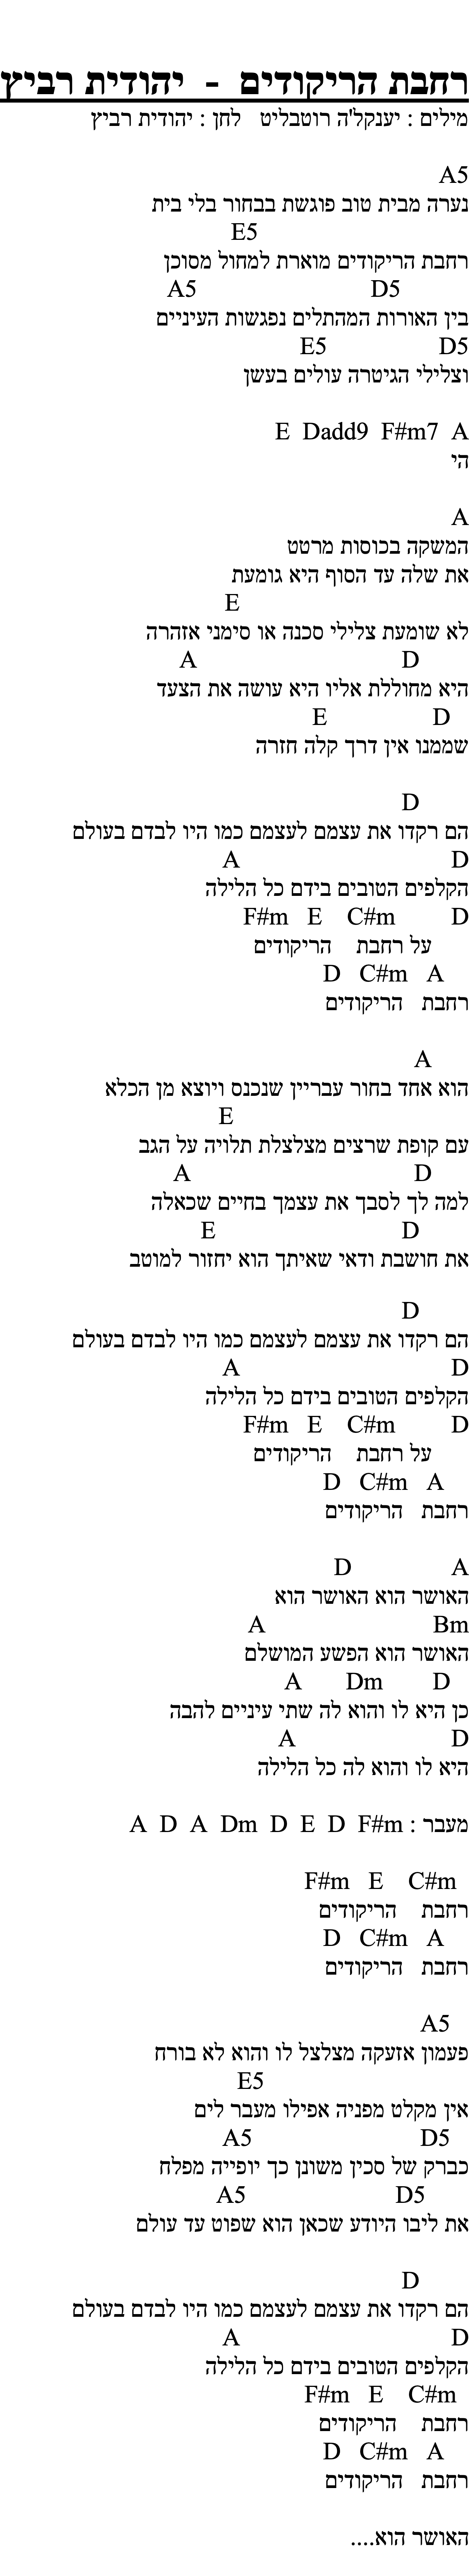 רחבת הריקודים - יהודית רביץ
מילים : יענקל'ה רוטבליט לחן : יהודית רביץ
A5
נערה מבית טוב פוגשת בבחור בלי בית
E5
רחבת הריקודים מוארת למחול מסוכן
A5 D5
בין האורות המהתלים נפגשות העיניים
E5 D5
וצלילי הגיטרה עולים בעשן
E Dadd9 F#m7 A
היי
A
המשקה בכוסות מרטט
את שלה עד הסוף היא גומעת
E
לא שומעת צלילי סכנה או סימני אזהרה
A D
היא מחוללת אליו היא עושה את הצעד
E D
שממנו אין דרך קלה חזרה
D
הם רקדו את עצמם לעצמם כמו היו לבדם בעולם
A D
הקלפים הטובים בידם כל הלילה
F#m E C#m D
על רחבת הריקודים
D C#m A
רחבת הריקודים
A
הוא אחד בחור עבריין שנכנס ויוצא מן הכלא
E
עם קופת שרצים מצלצלת תלויה על הגב
A D
למה לך לסבך את עצמך בחיים שכאלה
E D
את חושבת ודאי שאיתך הוא יחזור למוטב
D
הם רקדו את עצמם לעצמם כמו היו לבדם בעולם
A D
הקלפים הטובים בידם כל הלילה
F#m E C#m D
על רחבת הריקודים
D C#m A
רחבת הריקודים
D A
האושר הוא האושר הוא
A Bm
האושר הוא הפשע המושלם
A Dm D
כן היא לו והוא לה שתי עיניים להבה
A D
היא לו והוא לה כל הלילה
מעבר : A D A Dm D E D F#m
F#m E C#m
רחבת הריקודים
D C#m A
רחבת הריקודים
A5
פעמון אזעקה מצלצל לו והוא לא בורח
E5
אין מקלט מפניה אפילו מעבר לים
A5 D5
כברק של סכין משונן כך יופייה מפלח
A5 D5
את ליבו היודע שכאן הוא שפוט עד עולם
D
הם רקדו את עצמם לעצמם כמו היו לבדם בעולם
A D
הקלפים הטובים בידם כל הלילה
F#m E C#m
רחבת הריקודים
D C#m A
רחבת הריקודים
האושר הוא....